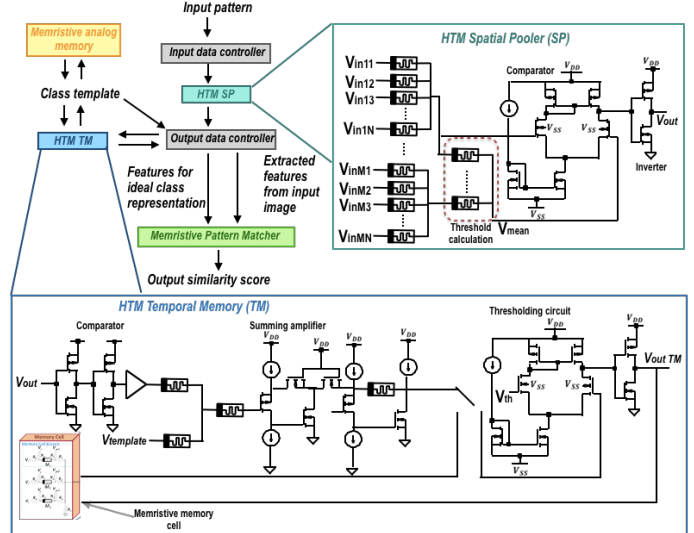 Input pattern
Memristive analog
memory
Input data controller
Class template
HTM SP
HTM TM
Output data controller
Features for
ideal class
representation
Extracted
features
from input
image
Memristive Pattern Matcher
Output similarity score
HTM Spatial Pooler (SP)
Vin11
Vin12
Vin13
Vin1N
VinM1
VinM2
VinM3
VinMN
Threshold
calculation
Vmean
Comparator
VDD
VDD
VSS
VSS
VSS
Vout
Inverter
HTM Temporal Memory (TM)
Comparator
Vout
Vtemplate
Summing amplifier
VDD
VDD
VDD
VDD
Thresholding circuit
VDD
VDD
Vth
VSS
VSS
VSS
Vout TM
Memory Cell
Memristive memory
cell